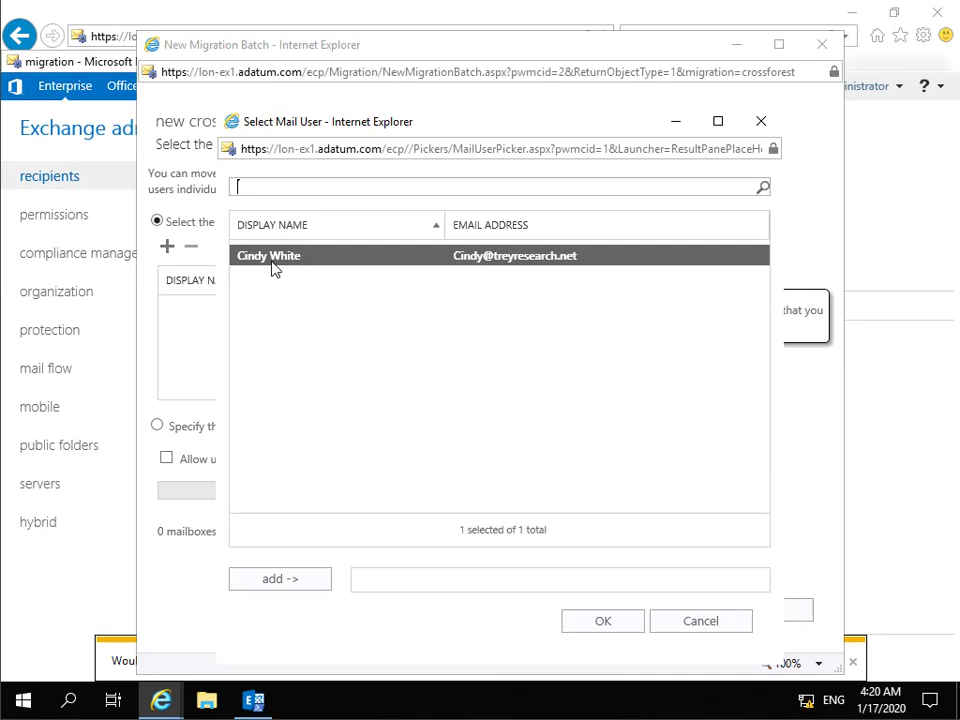 https://l
New Migration Batch - Internet Explorer
migration - Microsoft
https://lon-ex1.adatum.com/ecp/Migration/NewMigrationBatch.aspx?pwmcid=2&ReturnObjectType=1&migration=crossforest
Enterprise
Office
inistrator
?
Exchange adm
new cros
Select Mail User - Internet Explorer
Select the
https://lon-ex1.adatum.com/ecp//Pickers/MailUserPicker.aspx?pwmcid=1&Launcher=ResultPanePlaceHo
recipients
You can move
users individu
permissions
Select the
DISPLAY NAME
EMAIL ADDRESS
compliance manage
Cindy White
Cindy@treyresearch.net
DISPLAY N
organization
that you
protection
mail flow
mobile
Specify th
public folders
Allow u
servers
hybrid
0 mailboxes
1 selected of 1 total
add ->
OK
Cancel
Woul
100%
ENG
4:20 AM
1/17/2020